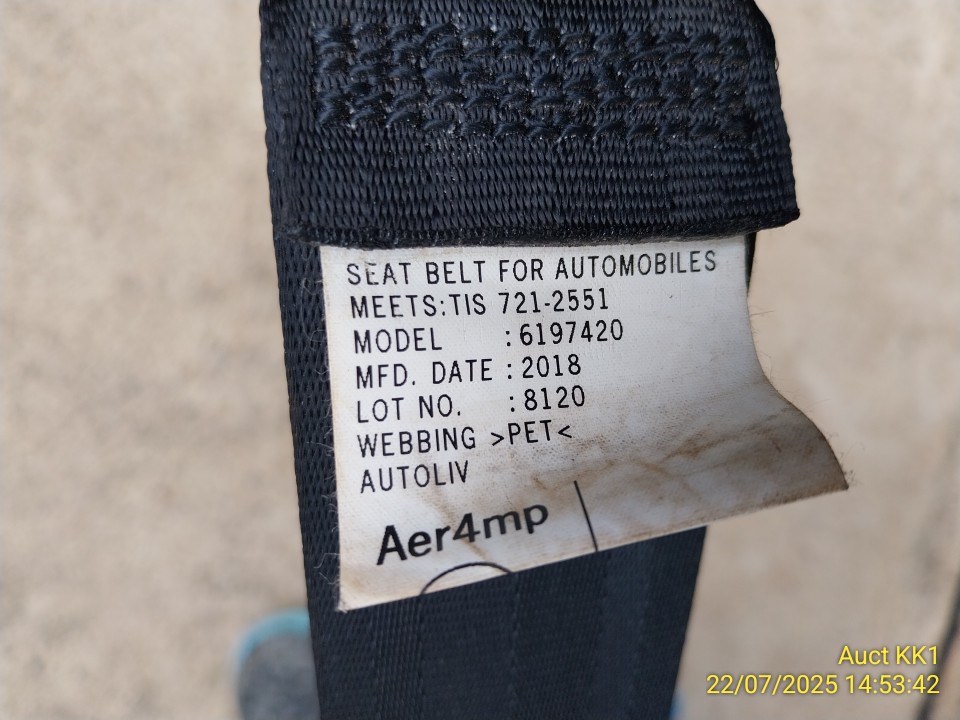 SEAT BELT FOR AUTOMOBILES
MEETS:TIS 721-2551
MODEL :6197420
MFD. DATE : 2018
LOT NO. : 8120
WEBBING >PET<
AUTOLIV
Aer4mp
Auct KK1
22/07/2025 14:53:42